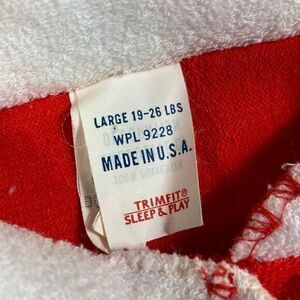 LARGE 19-26 LBS
WPL 9228
MADE IN U.S.A.
TRIMFIT®
SLEEP & PLAY